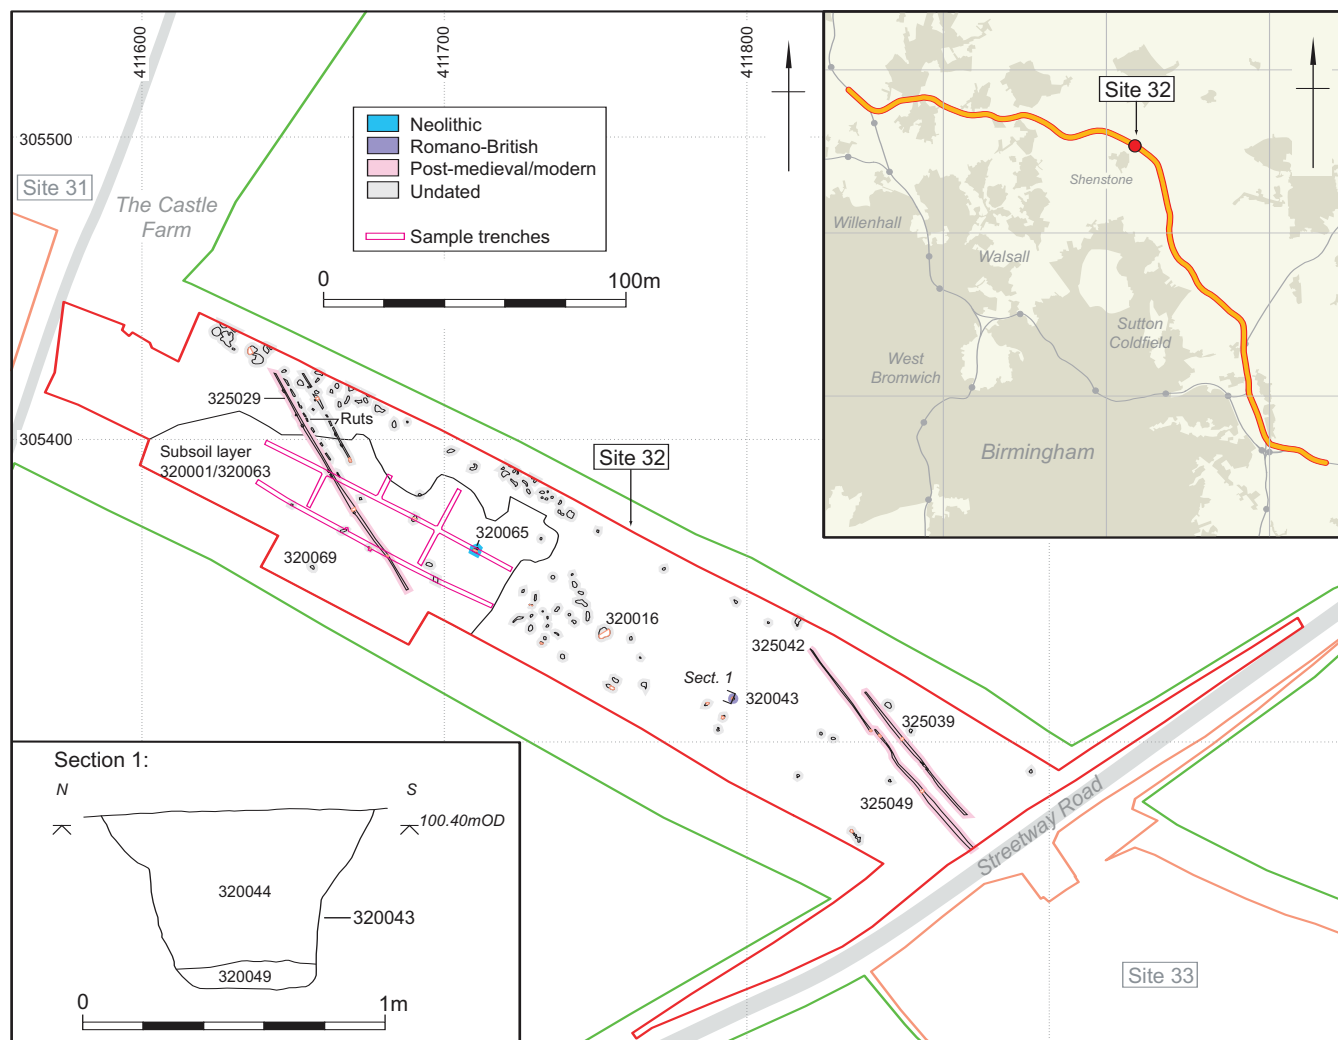 411600
411700
411800
305500
305400
Site 31
The Castle
Farm
Neolithic
Romano-British
Post-medieval/modern
Undated
Sample trenches
0
100m
Site 32
Shenstone
Willenhall
Walsall
Sutton
Coldfield
West
Bromwich
Birmingham
325029
Ruts
Subsoil layer
320001/320063
Site 32
320065
320069
320016
325042
Sect. 1
320043
325039
325049
Streetway Road
Site 33
Section 1:
N
S
100.40mOD
320044
320043
320049
0
1m